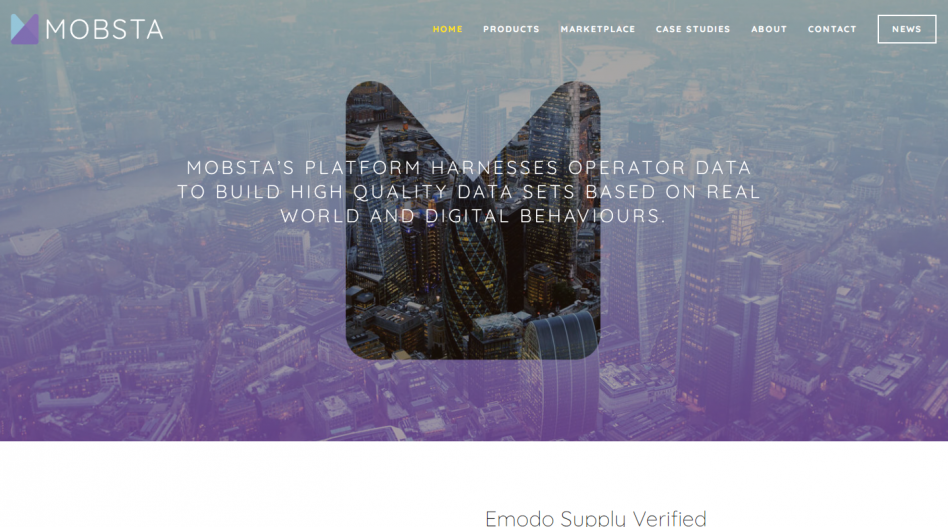 MOBSTA
HOME PRODUCTS MARKETPLACE CASE STUDIES ABOUT CONTACT NEWS
MOBSTA'S PLATFORM HARNESSES OPERATOR DATA
TO BUILD HIGH QUALITY DATA SETS BASED ON REAL
WORLD AND DIGITAL BEHAVIOURS.
Emodo Supply Verified